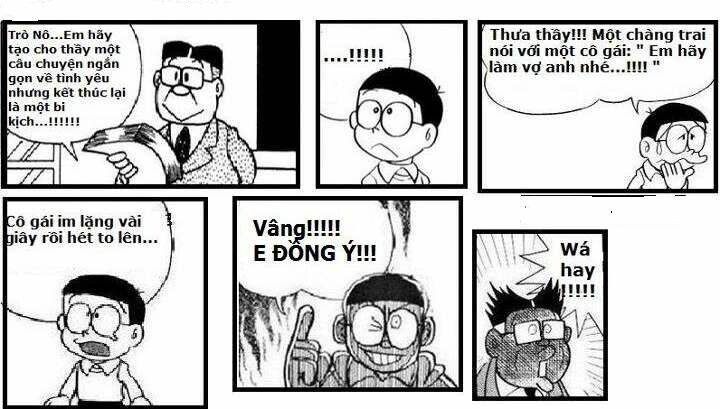 Trò Nô...Em hãy
tạo cho thầy một
câu chuyện ngắn
gọn về tình yêu
nhưng kết thúc lại
là một bi
kịch...!!!!!!
....!!!!!
Thưa thầy!!! Một chàng trai
nói với một cô gái: " Em hãy
làm vợ anh nhé...!!!! "
Cô gái im lặng vài
giây rồi hét to lên...
Vâng!!!!!
E ĐỒNG Ý!!!
Wá
hay
!!!!!